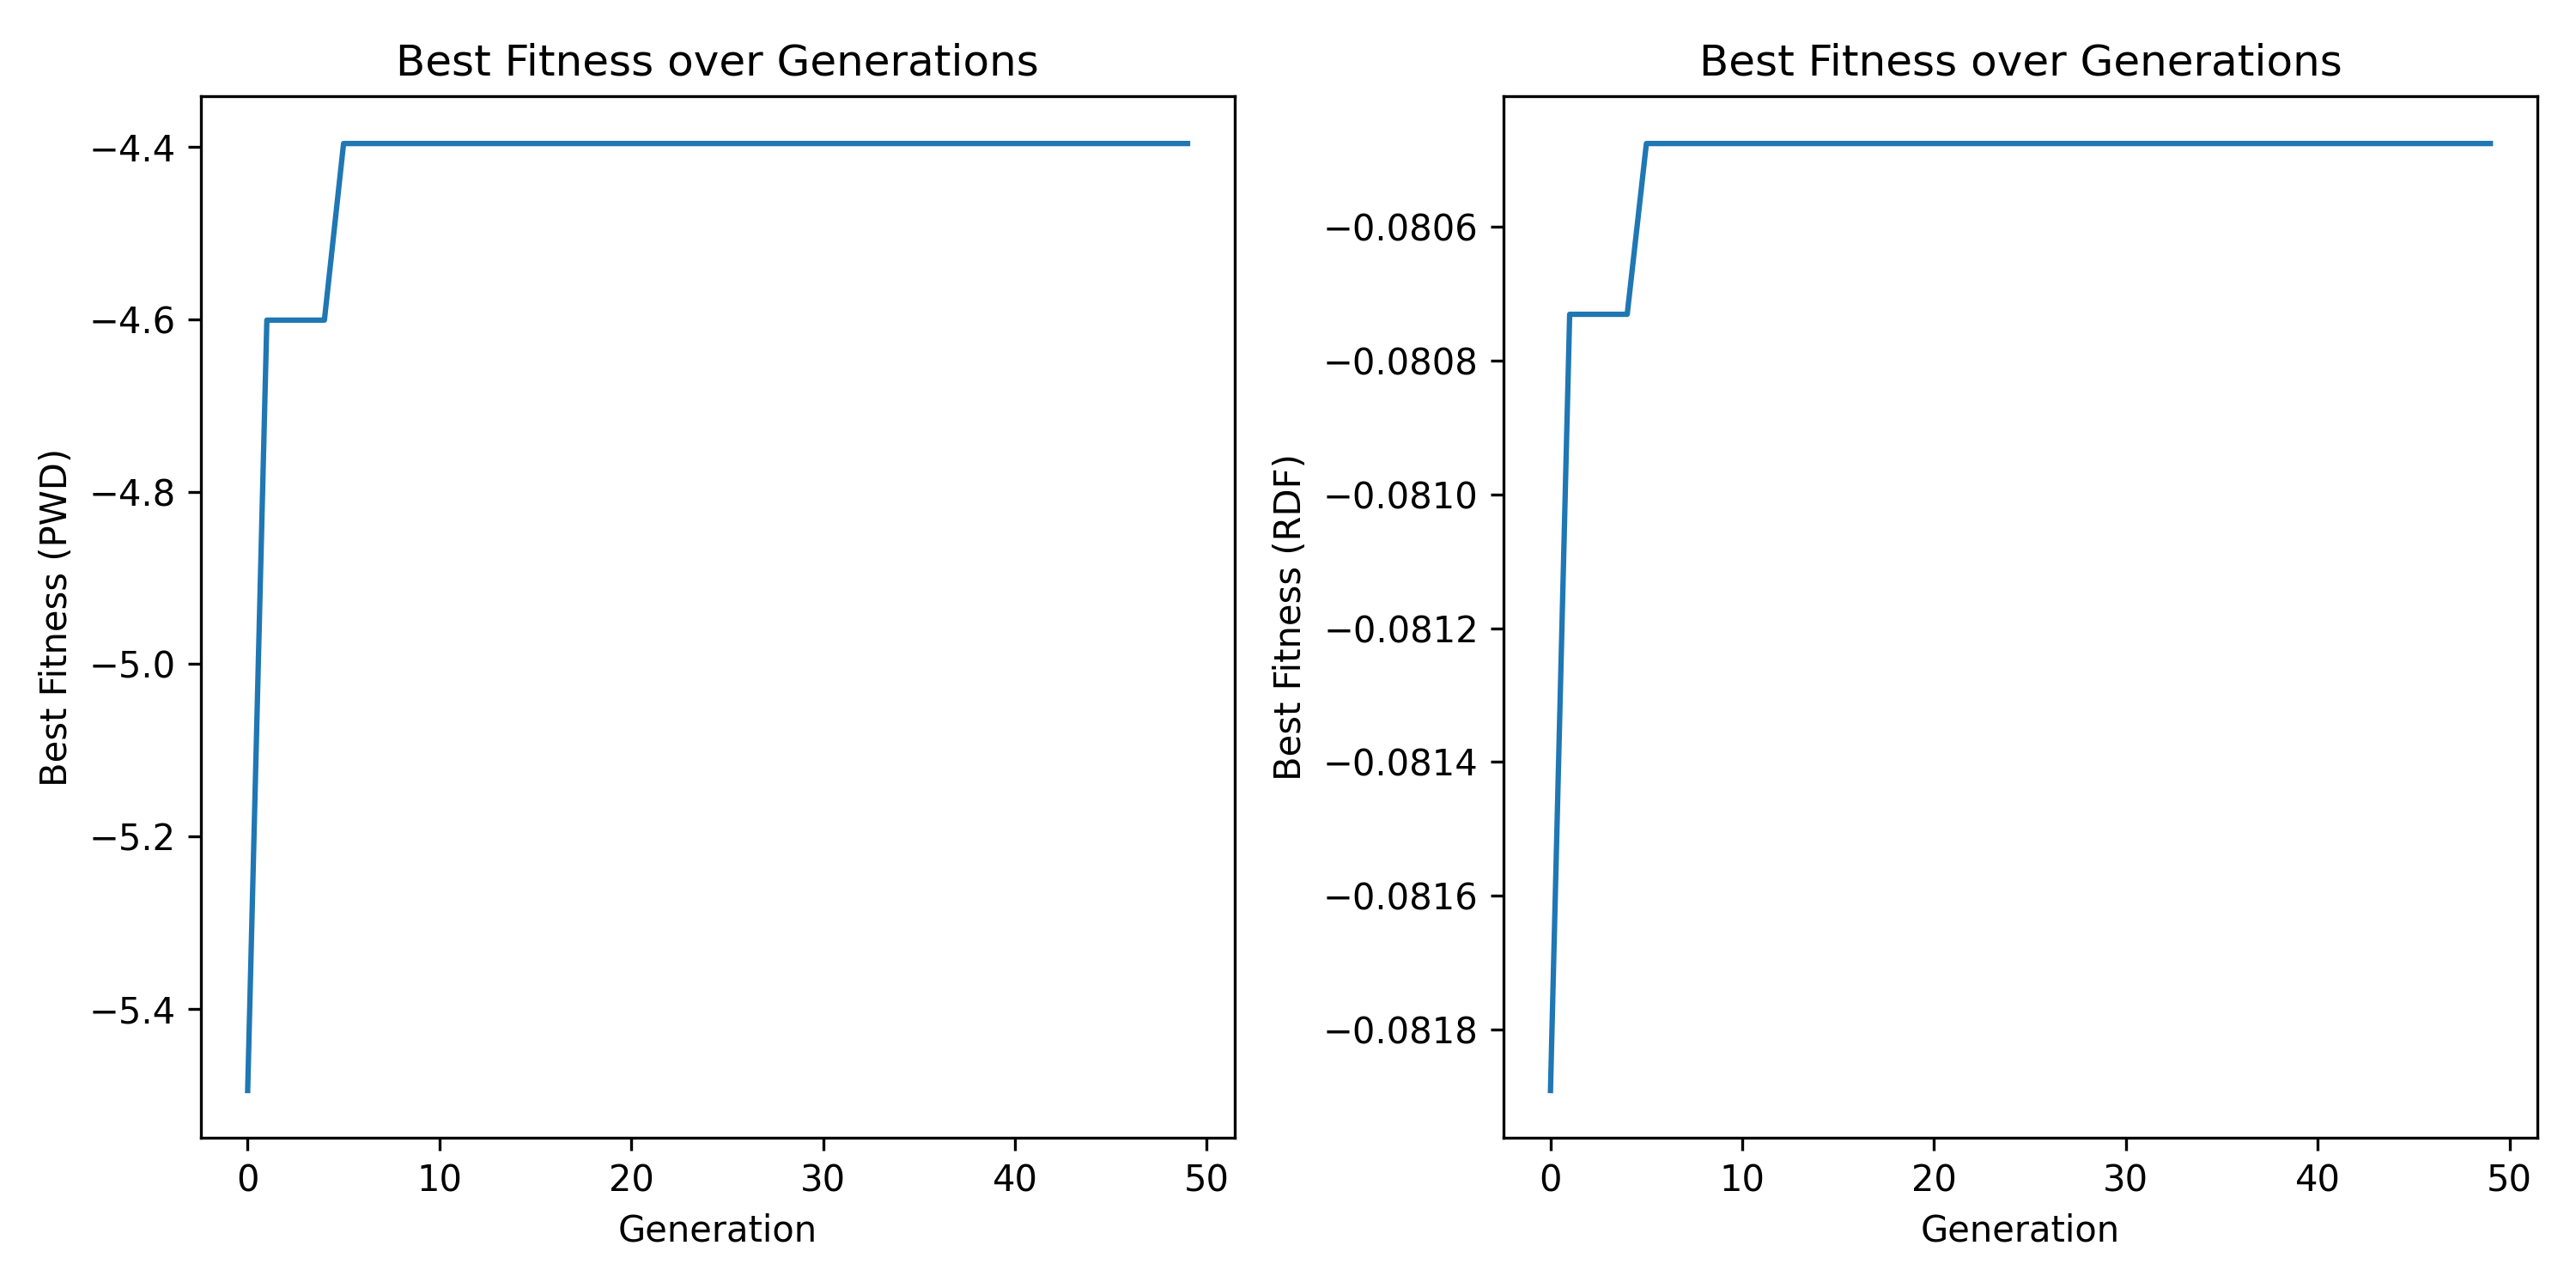 Best Fitness over Generations
Best Fitness (PWD)
−4.4
−4.6
−4.8
−5.0
−5.2
−5.4
0 10 20 30 40 50
Generation
Best Fitness over Generations
Best Fitness (RDF)
−0.0806
−0.0808
−0.0810
−0.0812
−0.0814
−0.0816
−0.0818
0 10 20 30 40 50
Generation